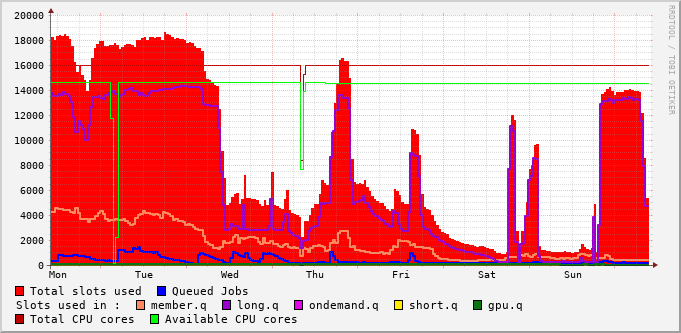 20000
18000
16000
14000
12000
10000
8000
6000
4000
2000
0
Mon Tue Wed Thu Fri Sat Sun
RRDTOOL / TOBI OETIKER
Total slots used Queued Jobs
Slots used in : member.q long.q ondemand.q short.q gpu.q
Total CPU cores Available CPU cores